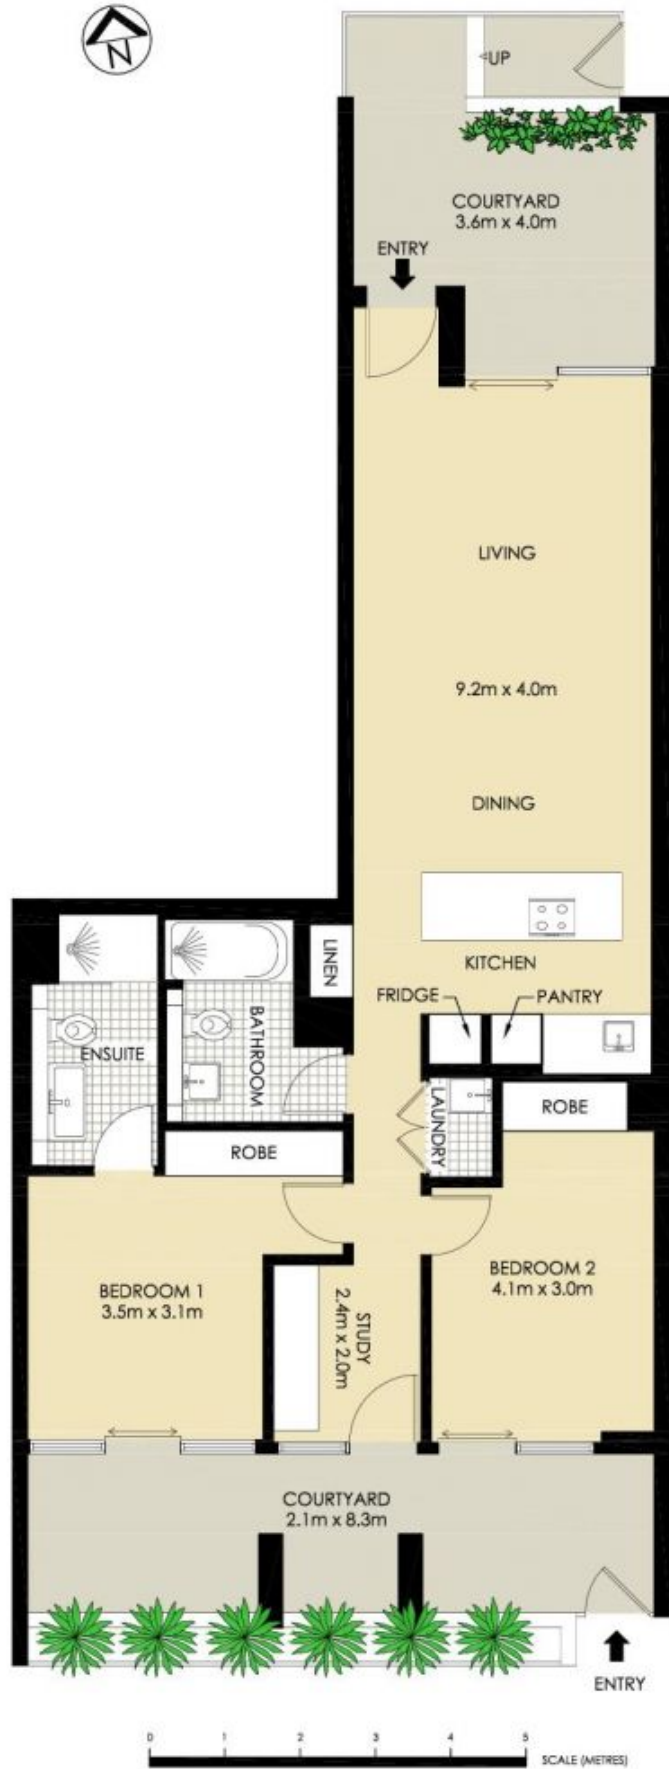 N
UP
COURTYARD
3.6m x 4.0m
ENTRY
LIVING
9.2m x 4.0m
DINING
KITCHEN
LINEN
FRIDGE
PANTRY
ENSUITE
BATHROOM
LAUNDRY
ROBE
ROBE
BEDROOM 1
3.5m x 3.1m
STUDY
2.4m x 2.0m
BEDROOM 2
4.1m x 3.0m
COURTYARD
2.1m x 8.3m
ENTRY
0 1 2 3 4 5
SCALE (METRES)